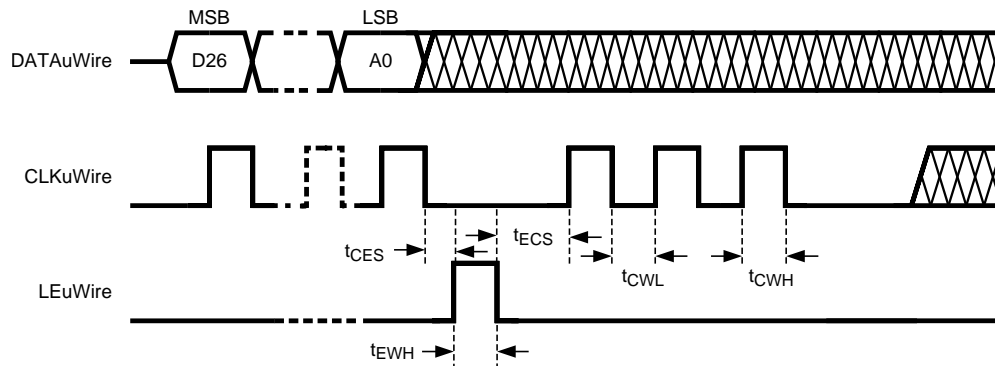 MSB LSB
DATAuWire D26 A0
CLKuWire
tCES tECS tCWL tCWH
LEuWire
tEWH